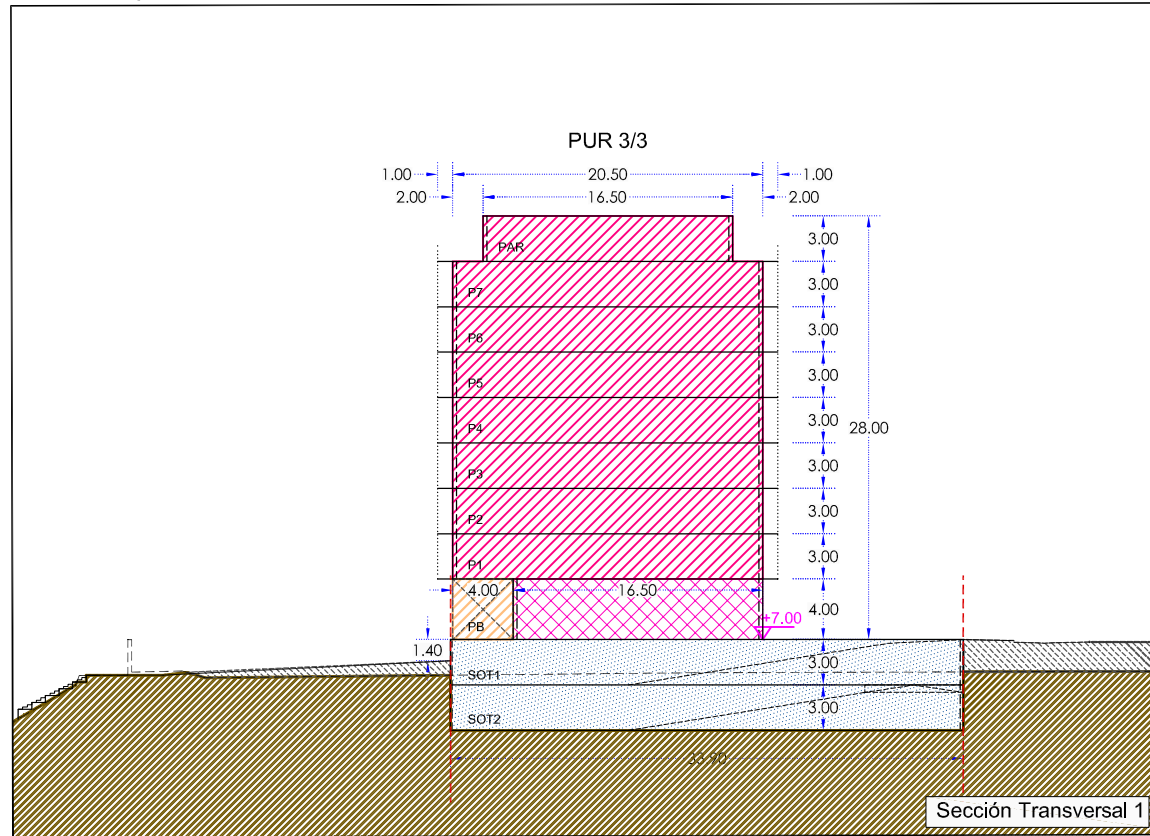 PUR 3/3
1.00 20.50 1.00
2.00 16.50 2.00
PAR 3.00
P7 3.00
P6 3.00
P5 3.00
P4 3.00 28.00
P3 3.00
P2 3.00
P1 3.00
4.00 16.50 4.00
PB +7.00
1.40 SOT1 3.00
SOT2 3.00
33.90
Sección Transversal 1